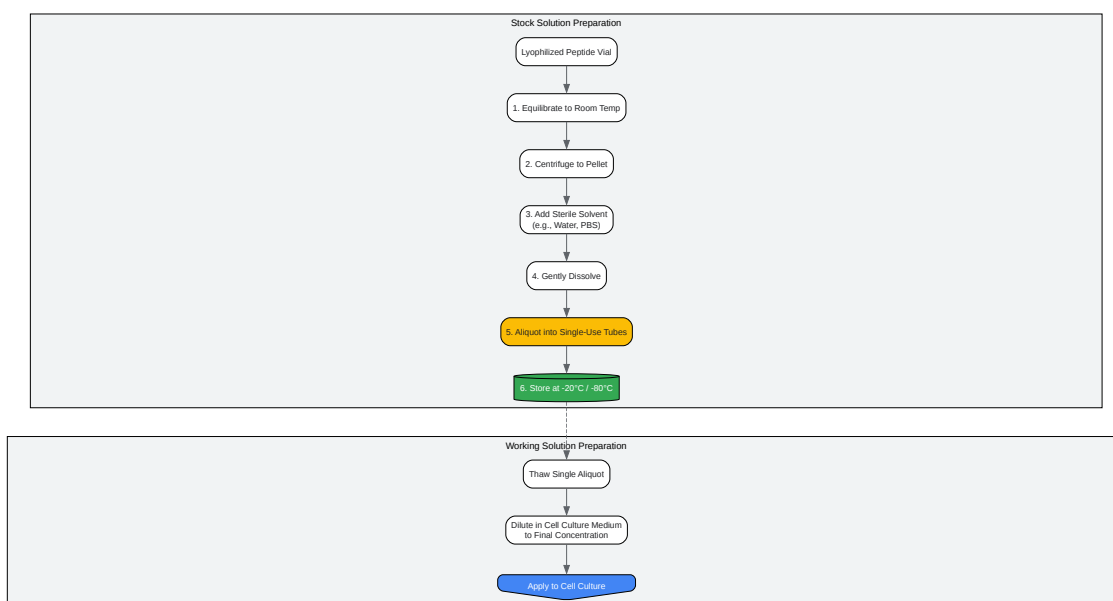 Stock Solution Preparation
Lyophilized Peptide Vial
1. Equilibrate to Room Temp
2. Centrifuge to Pellet
3. Add Sterile Solvent
(e.g., Water, PBS)
4. Gently Dissolve
5. Aliquot into Single-Use Tubes
6. Store at -20°C / -80°C
Working Solution Preparation
Thaw Single Aliquot
Dilute in Cell Culture Medium
to Final Concentration
Apply to Cell Culture